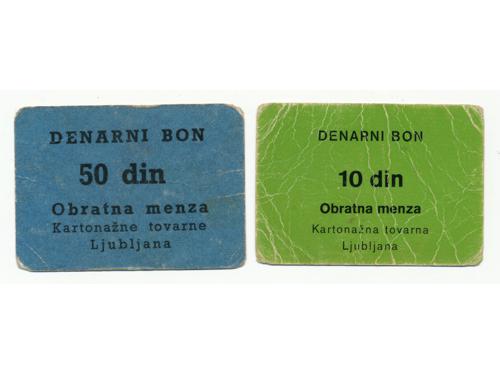 DENARNI BON
50 din
Obratna menza
Kartonažne tovarne
Ljubljana
DENARNI BON
10 din
Obratna menza
Kartonažna tovarna
Ljubljana